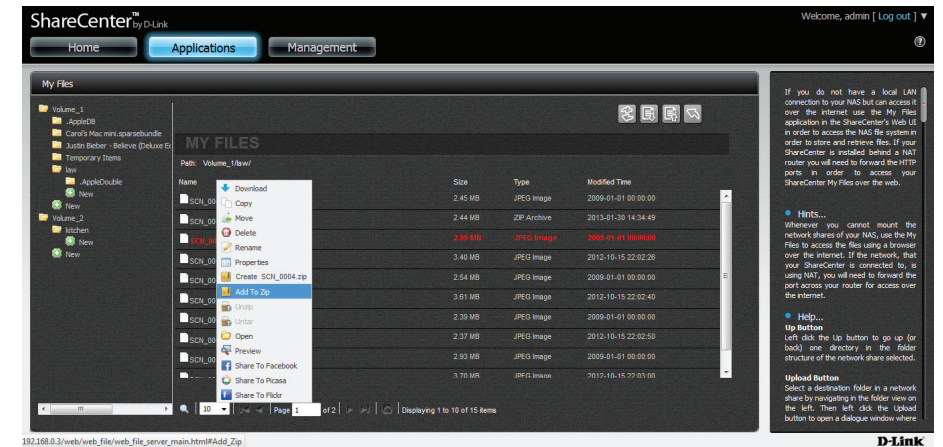 ShareCenter™ by D-Link
Welcome, admin [ Log out ] ▼
Home
Applications
Management
My Files
Volume_1
.AppleDB
Carol's Mac mini.sparsebundle
Justin Bieber - Believe (Deluxe Ec
Temporary Items
law
.AppleDouble
New
New
Volume_2
kitchen
New
New
MY FILES
Path: Volume_1/law/
Name Size Type Modified Time
SCN_00 2.45 MB JPEG Image 2009-01-01 00:00:00
SCN_00 2.44 MB ZIP Archive 2013-01-30 14:34:49
SCN_00 2.89 MB JPEG Image 2009-01-01 00:00:00
SCN_00 3.40 MB JPEG Image 2012-10-15 22:02:26
SCN_00 2.54 MB JPEG Image 2009-01-01 00:00:00
SCN_00 3.61 MB JPEG Image 2012-10-15 22:02:40
SCN_00 2.39 MB JPEG Image 2009-01-01 00:00:00
SCN_00 2.37 MB JPEG Image 2012-10-15 22:02:50
SCN_00 2.93 MB JPEG Image 2009-01-01 00:00:00
3.70 MB JPEG Image 2012-10-15 22:03:00
Download
Copy
Move
Delete
Rename
Properties
Create SCN_0004.zip
Add To Zip
Unzip
Untar
Open
Preview
Share To Facebook
Share To Picasa
Share To Flickr
10 Page 1 of 2 Displaying 1 to 10 of 15 items
If you do not have a local LAN
connection to your NAS but can access it
over the internet use the My Files
application in the ShareCenter's Web UI
in order to access the NAS file system in
order to store and retrieve files. If your
ShareCenter is installed behind a NAT
router you will need to forward the HTTP
ports in order to access your
ShareCenter My Files over the web.
Hints...
Whenever you cannot mount the
network shares of your NAS, use the My
Files to access the files using a browser
over the internet. If the network, that
your ShareCenter is connected to, is
using NAT, you will need to forward the
port across your router for access over
the internet.
Help...
Up Button
Left click the Up button to go up (or
back) one directory in the folder
structure of the network share selected.
Upload Button
Select a destination folder in a network
share by navigating in the folder view on
the left. Then left click the Upload
button to open a dialogue window where
192.168.0.3/web/web_file/web_file_server_main.html#Add_Zip
D-Link